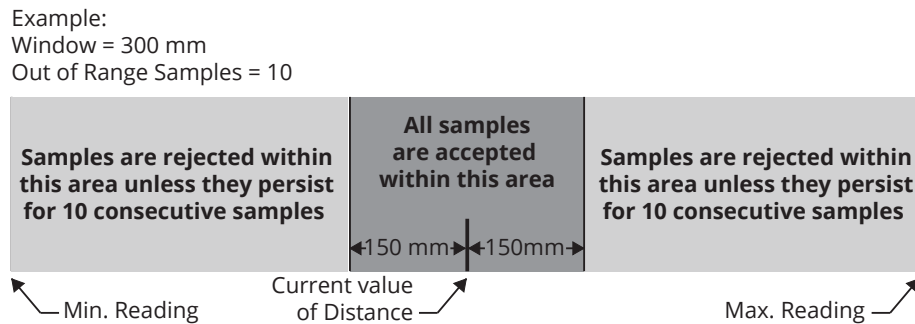 Example:
Window = 300 mm
Out of Range Samples = 10
Samples are rejected within
this area unless they persist
for 10 consecutive samples
All samples
are accepted
within this area
Samples are rejected within
this area unless they persist
for 10 consecutive samples
150 mm
150mm
Min. Reading
Current value
of Distance
Max. Reading